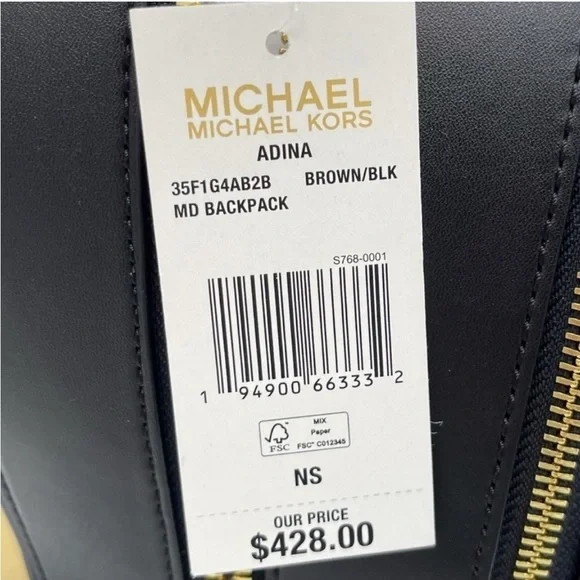 MICHAEL
MICHAEL KORS
ADINA
35F1G4AB2B BROWN/BLK
MD BACKPACK
S768-0001
1 94900 66333 2
FSC
MIX
Paper
FSC® C012345
NS
OUR PRICE
$428.00